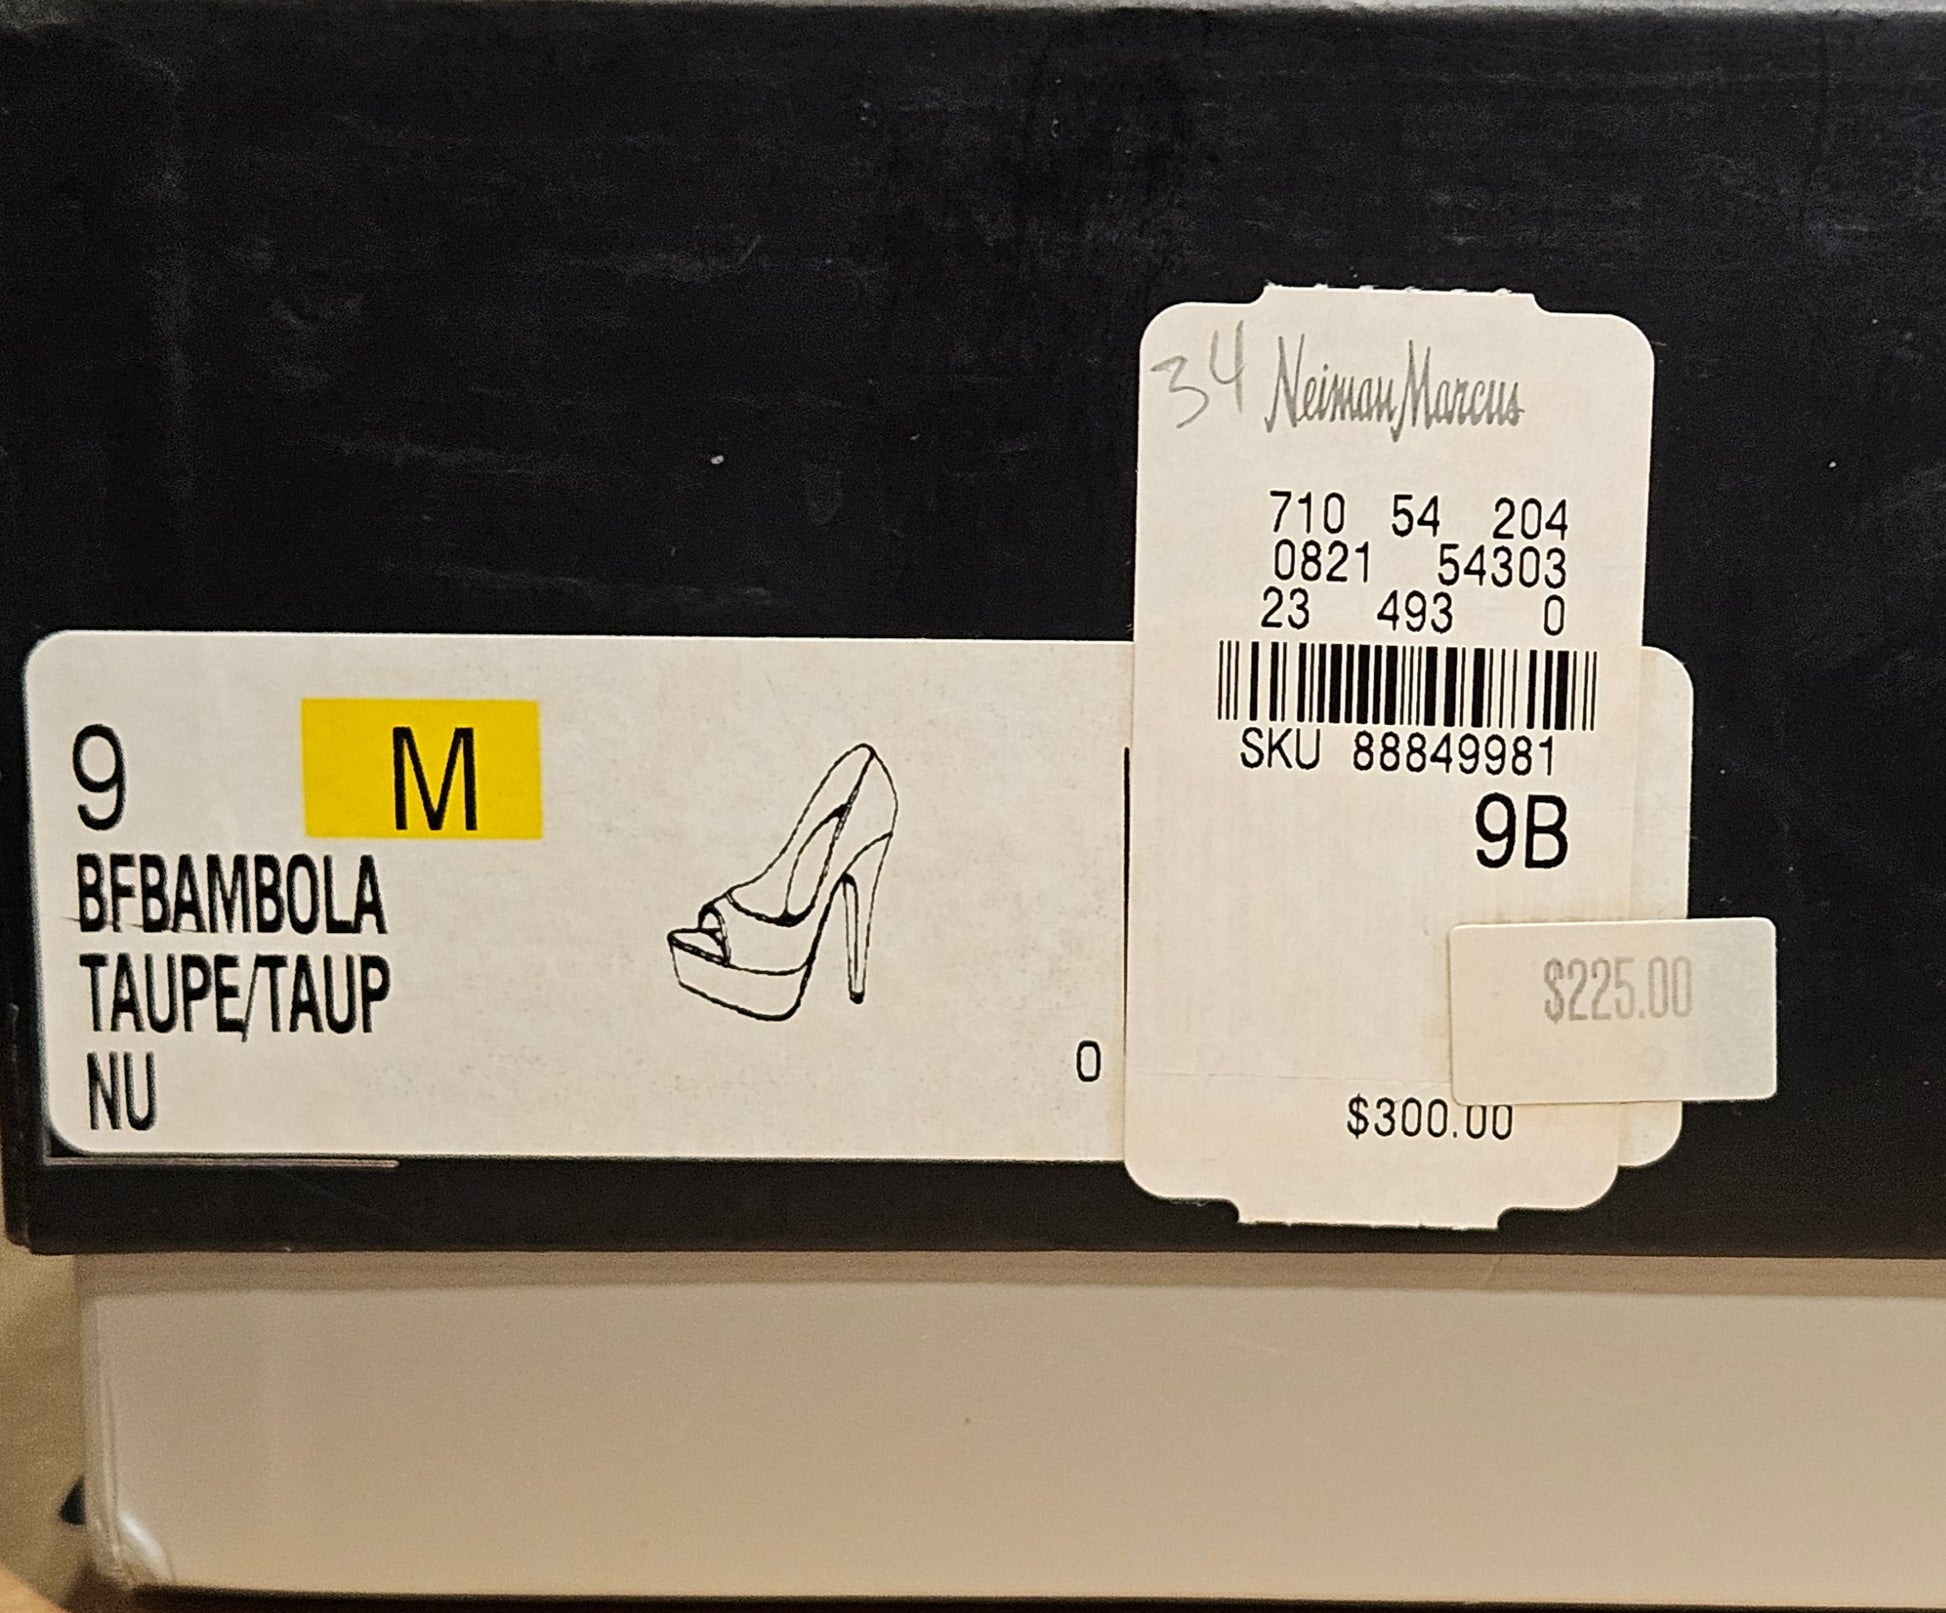 34 Neiman Marcus
710 54 204
0821 54303
23 493 0
SKU 88849981
9B
$225.00
$300.00
9 M
BFBAMBOLA
TAUPE/TAUP
NU
0